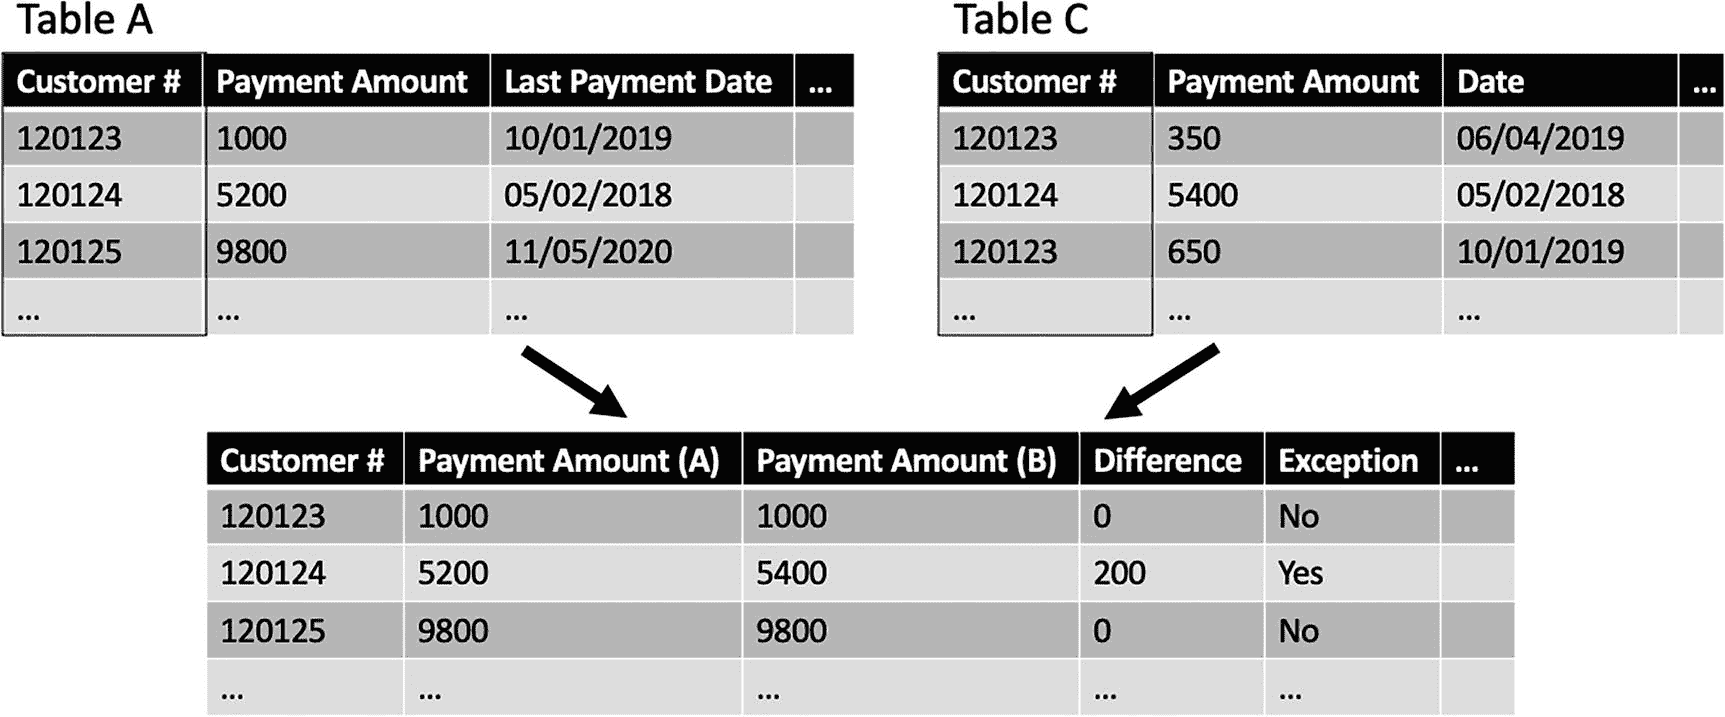 Table A
Customer # Payment Amount Last Payment Date ...
120123 1000 10/01/2019
120124 5200 05/02/2018
120125 9800 11/05/2020
... ... ...
Table C
Customer # Payment Amount Date ...
120123 350 06/04/2019
120124 5400 05/02/2018
120123 650 10/01/2019
... ... ...
Customer # Payment Amount (A) Payment Amount (B) Difference Exception ...
120123 1000 1000 0 No
120124 5200 5400 200 Yes
120125 9800 9800 0 No
... ... ... ... ...